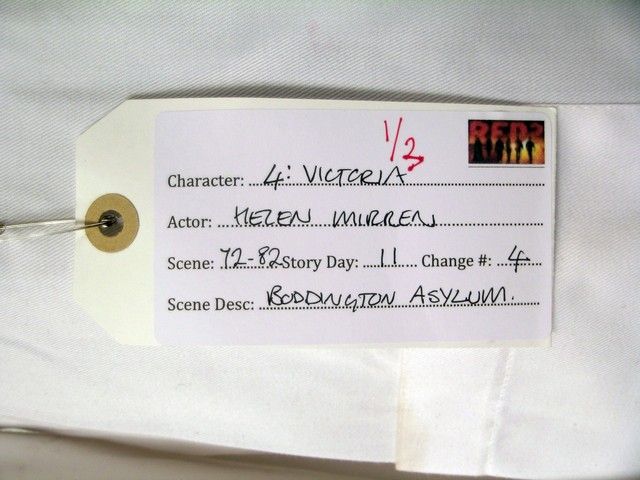 1/2
RED2
Character: 4: VICTORIA
Actor: HELEN MIRREN
Scene: 72-82 Story Day: 11 Change #: 4
Scene Desc: BODDINGTON ASYLUM.